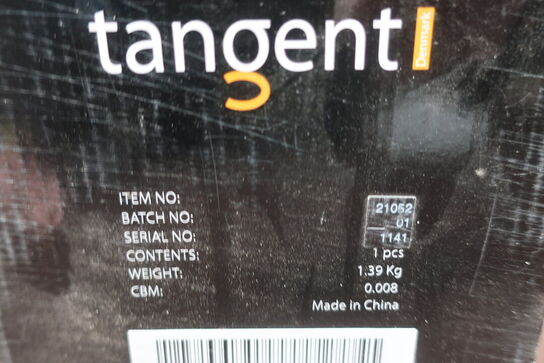 tangent Denmark
ITEM NO: 21052
BATCH NO: 01
SERIAL NO: 1141
CONTENTS: 1 pcs
WEIGHT: 1.39 Kg
CBM: 0.008
Made in China